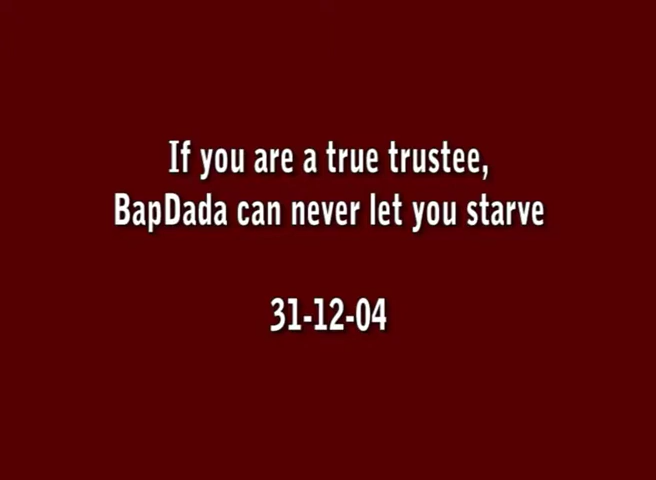 If you are a true trustee,
BapDada can never let you starve
31-12-04